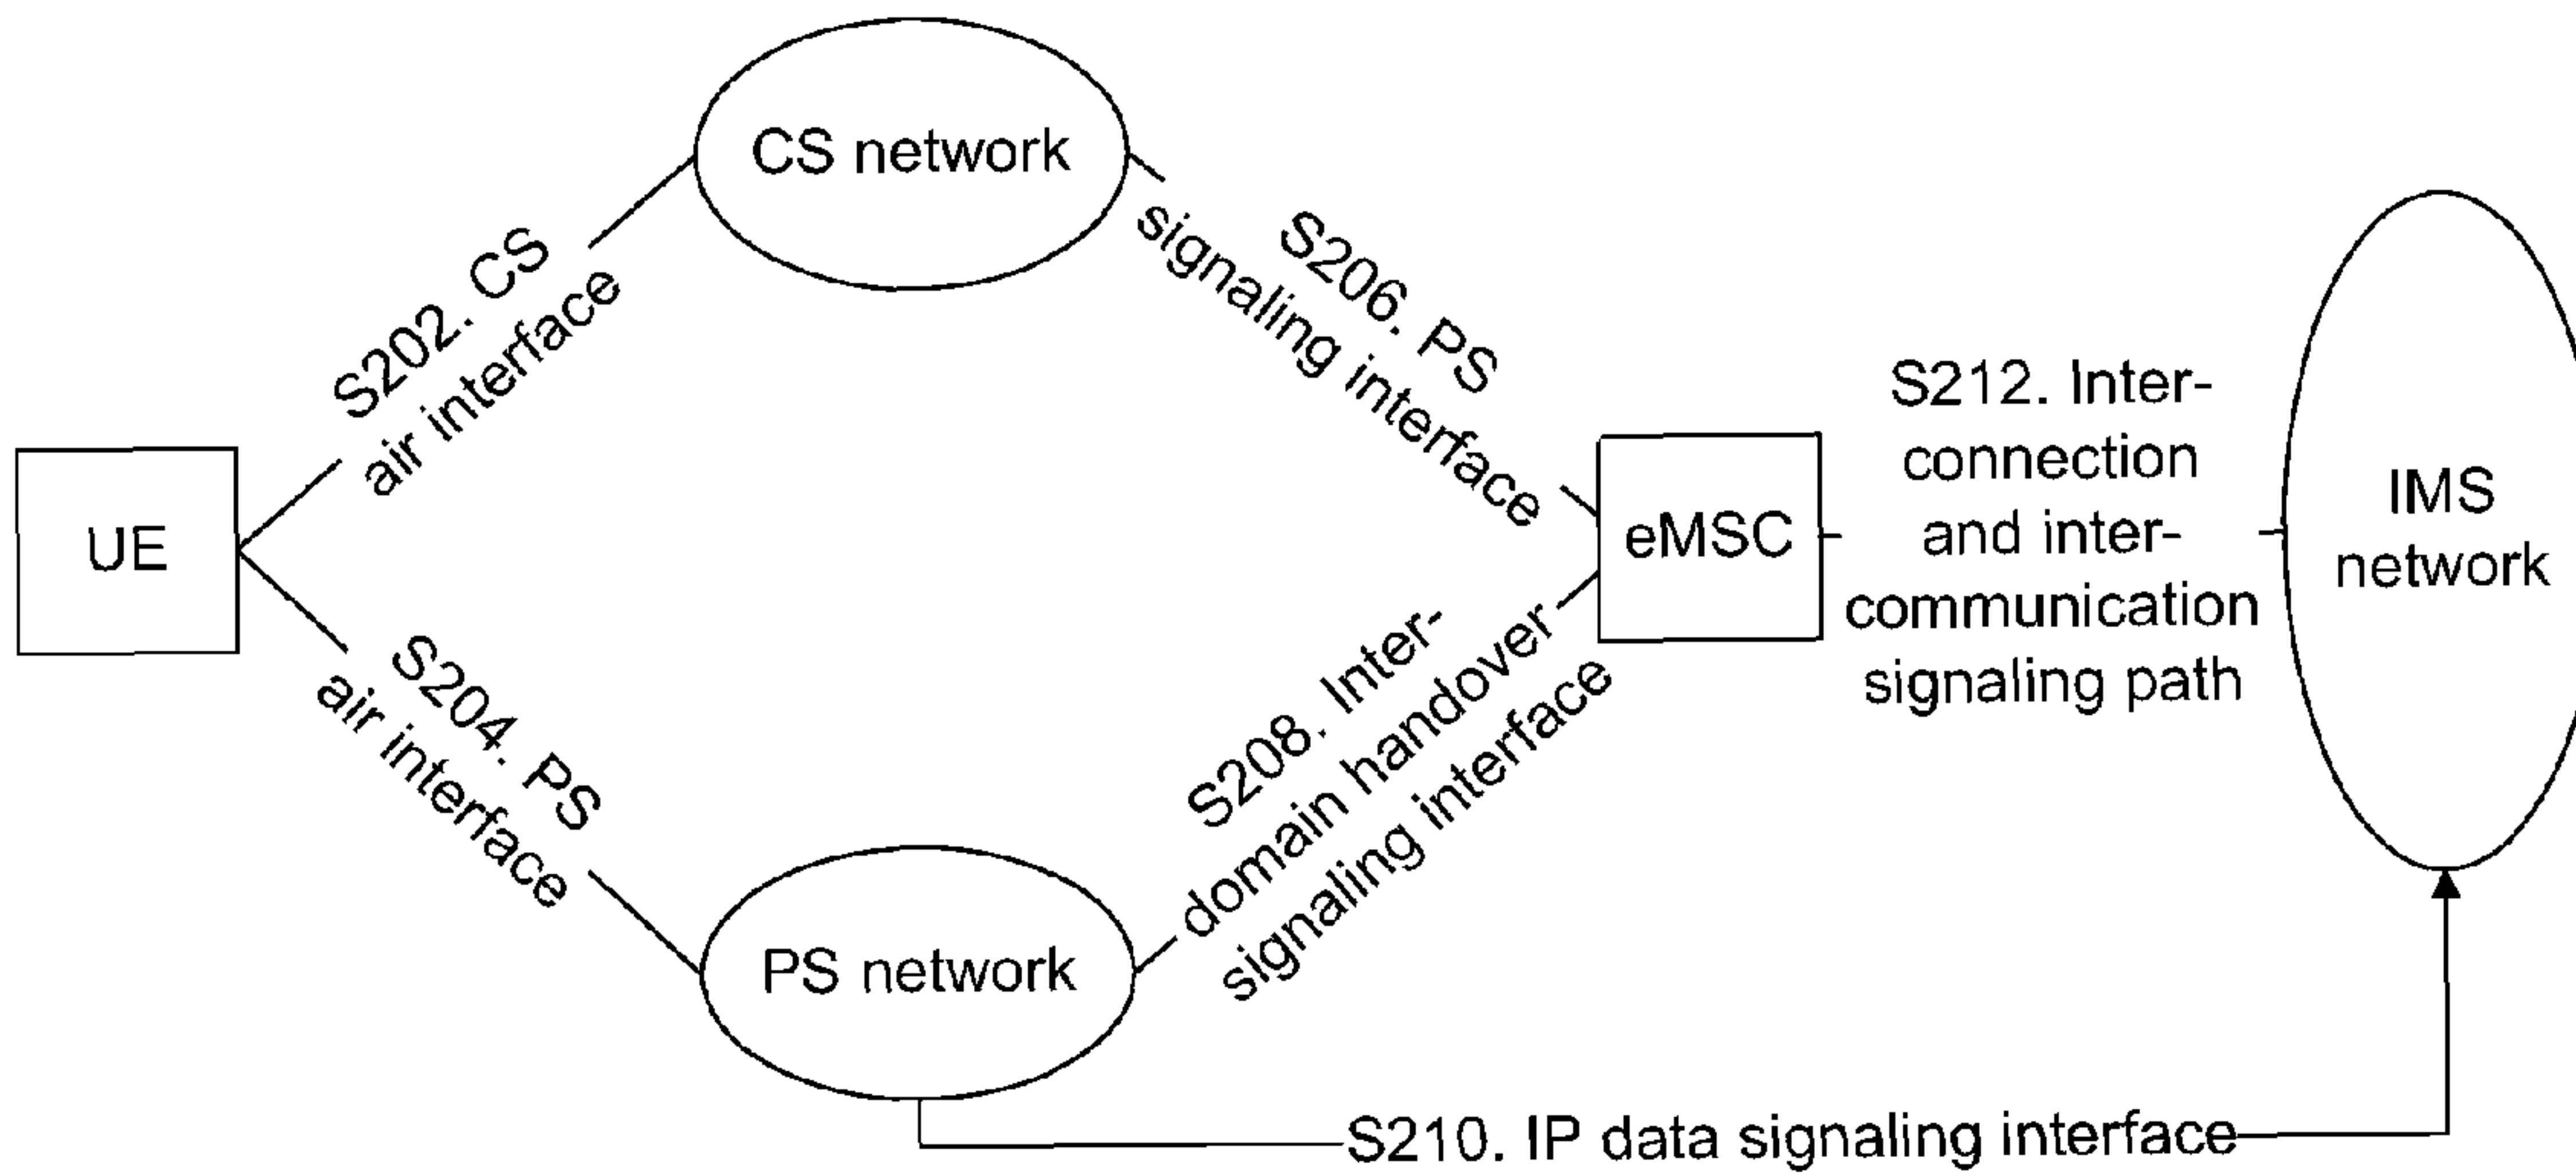 CS network
S202. CS
air interface
S206. PS
signaling interface
UE
eMSC
S212. Inter-
connection
and inter-
communication
signaling path
IMS
network
S204. PS
air interface
S208. Inter-
domain handover
signaling interface
PS network
S210. IP data signaling interface